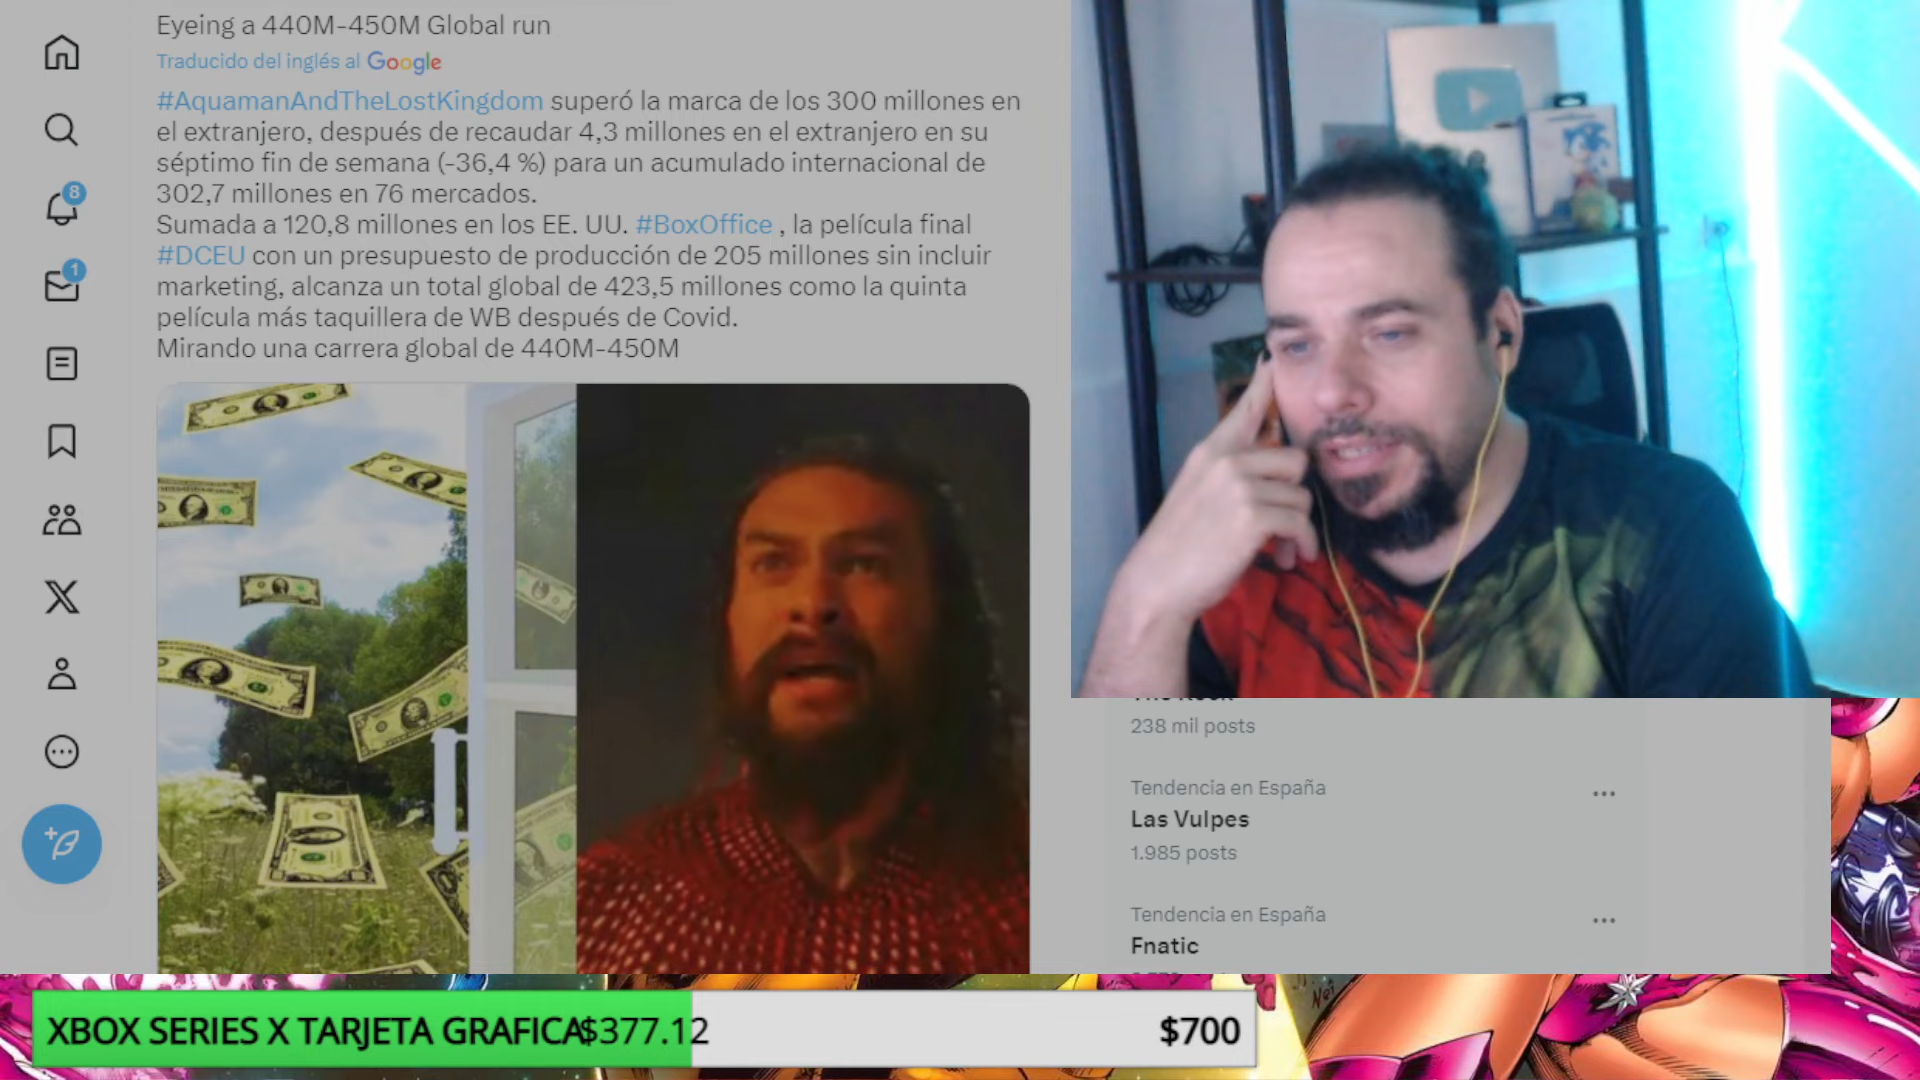 Eyeing a 440M-450M Global run
Traducido del inglés al Google
#AquamanAndTheLostKingdom superó la marca de los 300 millones en
el extranjero, después de recaudar 4,3 millones en el extranjero en su
séptimo fin de semana (-36,4 %) para un acumulado internacional de
302,7 millones en 76 mercados.
Sumada a 120,8 millones en los EE. UU. #BoxOffice , la película final
#DCEU con un presupuesto de producción de 205 millones sin incluir
marketing, alcanza un total global de 423,5 millones como la quinta
película más taquillera de WB después de Covid.
Mirando una carrera global de 440M-450M
8
1
238 mil posts
Tendencia en España
Las Vulpes
1.985 posts
Tendencia en España
Fnatic
XBOX SERIES X TARJETA GRAFICA $377.12 $700